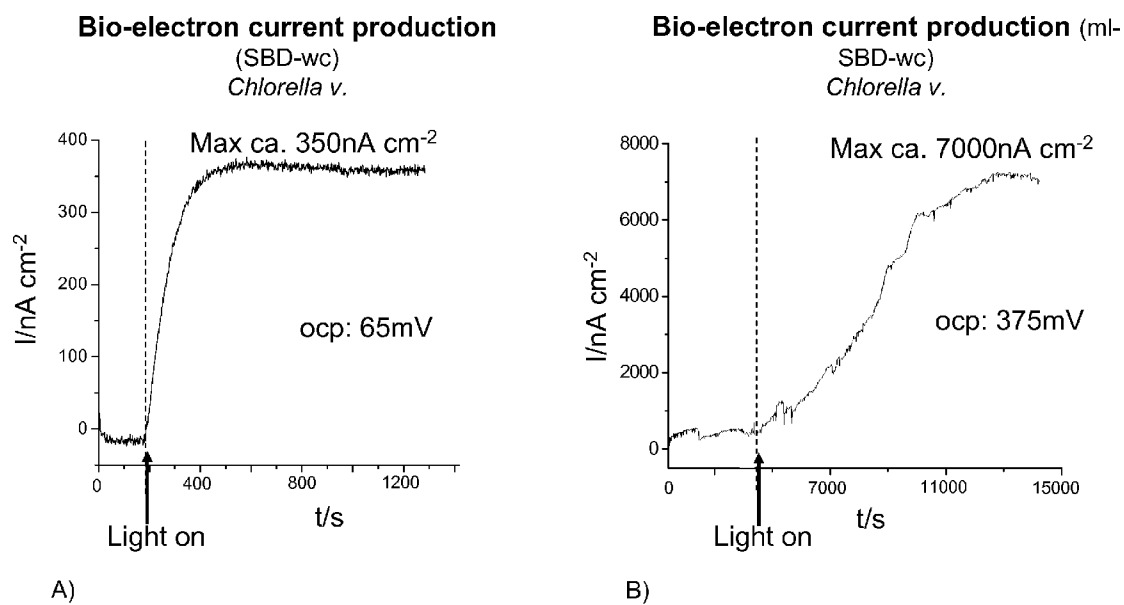 Bio-electron current production
(SBD-wc)
Chlorella v.
Max ca. 350nA cm-2
400
350
300
366
200
100
0
I/nA cm-2
ocp: 65mV
0
400
800
1200
t/s
Light on
A)
Bio-electron current production (ml-
SBD-wc)
Chlorella v.
Max ca. 7000nA cm-2
8000
6000
4000
2000
0
I/nA cm-2
ocp: 375mV
0
7000
11000
15000
t/s
Light on
B)